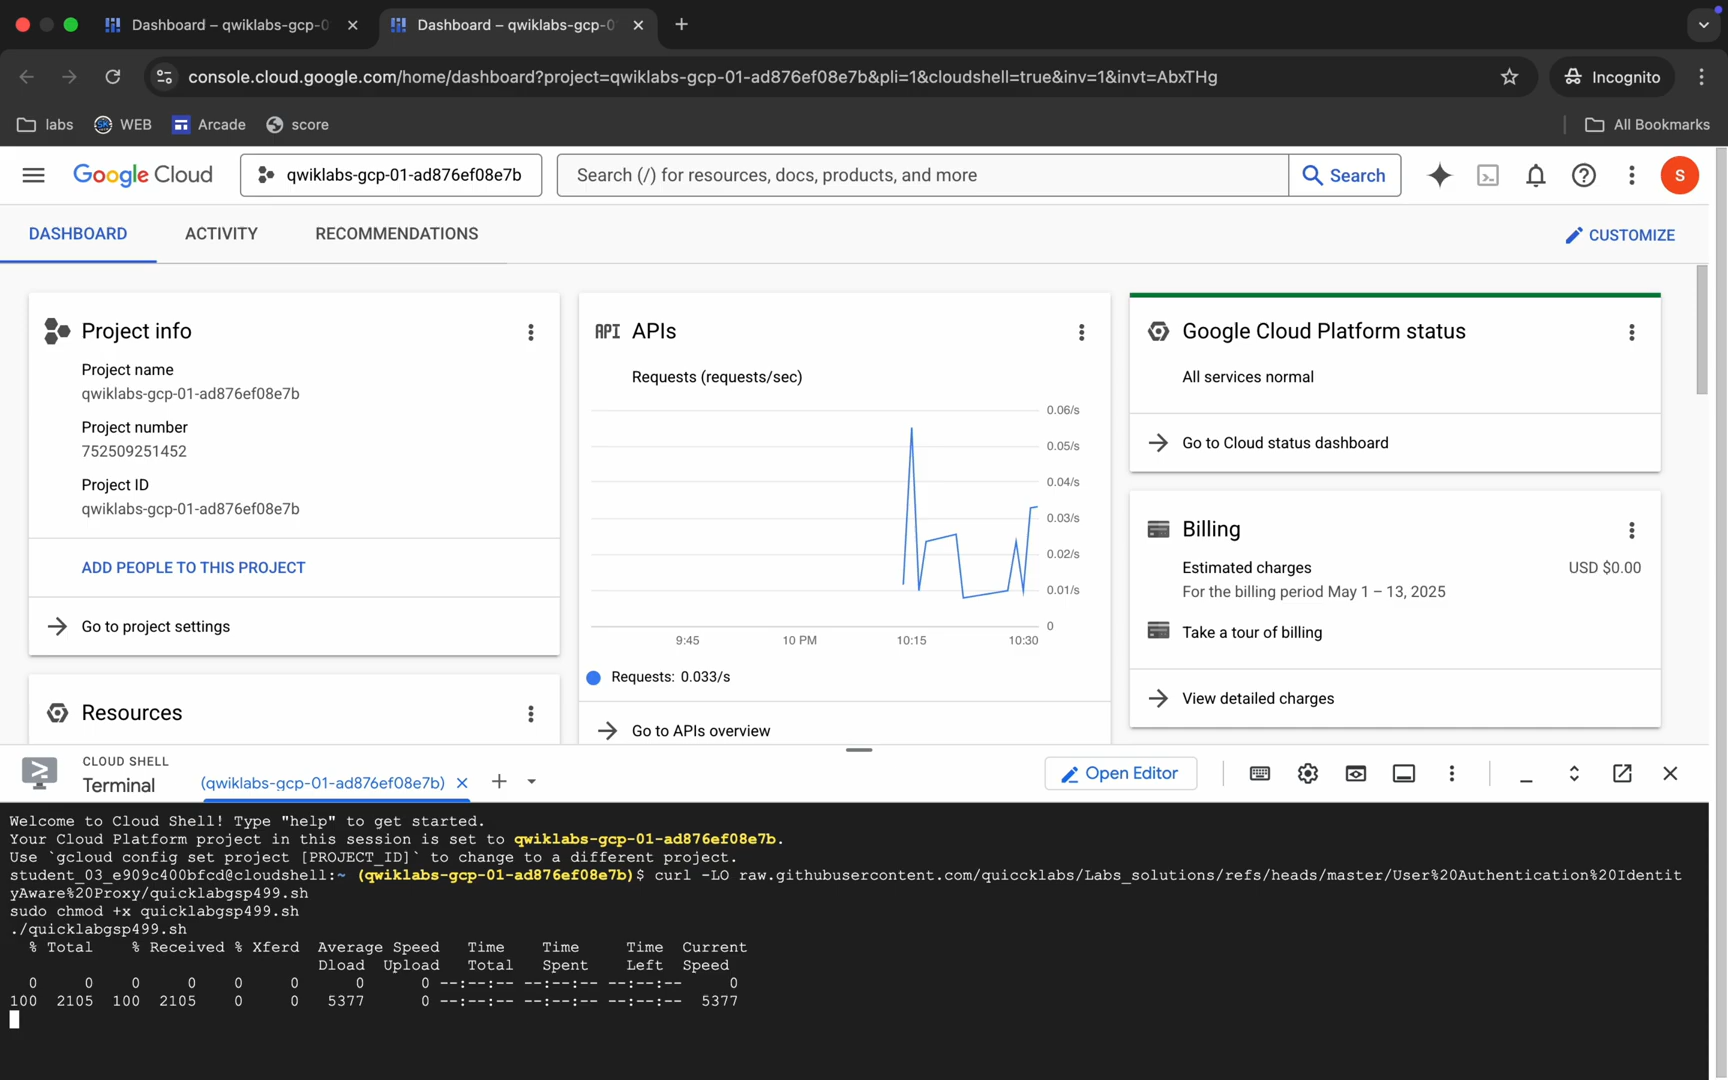 Dashboard – qwiklabs-gcp-0
Dashboard – qwiklabs-gcp-0
console.cloud.google.com/home/dashboard?project=qwiklabs-gcp-01-ad876ef08e7b&pli=1&cloudshell=true&inv=1&invt=AbxTHg
Incognito
labs
WEB
Arcade
score
All Bookmarks
Google Cloud
qwiklabs-gcp-01-ad876ef08e7b
Search (/) for resources, docs, products, and more
Search
S
DASHBOARD
ACTIVITY
RECOMMENDATIONS
CUSTOMIZE
Project info
Project name
qwiklabs-gcp-01-ad876ef08e7b
Project number
752509251452
Project ID
qwiklabs-gcp-01-ad876ef08e7b
ADD PEOPLE TO THIS PROJECT
Go to project settings
Resources
API APIs
Requests (requests/sec)
0.06/s
0.05/s
0.04/s
0.03/s
0.02/s
0.01/s
0
9:45
10 PM
10:15
10:30
Requests: 0.033/s
Go to APIs overview
Google Cloud Platform status
All services normal
Go to Cloud status dashboard
Billing
Estimated charges
USD $0.00
For the billing period May 1 – 13, 2025
Take a tour of billing
View detailed charges
CLOUD SHELL
Terminal
(qwiklabs-gcp-01-ad876ef08e7b)
Open Editor
Welcome to Cloud Shell! Type "help" to get started.
Your Cloud Platform project in this session is set to qwiklabs-gcp-01-ad876ef08e7b.
Use `gcloud config set project [PROJECT_ID]` to change to a different project.
student_03_e909c400bfcd@cloudshell:~ (qwiklabs-gcp-01-ad876ef08e7b)$ curl -LO raw.githubusercontent.com/quiccklabs/Labs_solutions/refs/heads/master/User%20Authentication%20Identit
yAware%20Proxy/quicklabgsp499.sh
sudo chmod +x quicklabgsp499.sh
./quicklabgsp499.sh
% Total % Received % Xferd Average Speed Time Time Time Current
Dload Upload Total Spent Left Speed
0 0 0 0 0 0 0 0 --:--:-- --:--:-- --:--:-- 0
100 2105 100 2105 0 0 5377 0 --:--:-- --:--:-- --:--:-- 5377